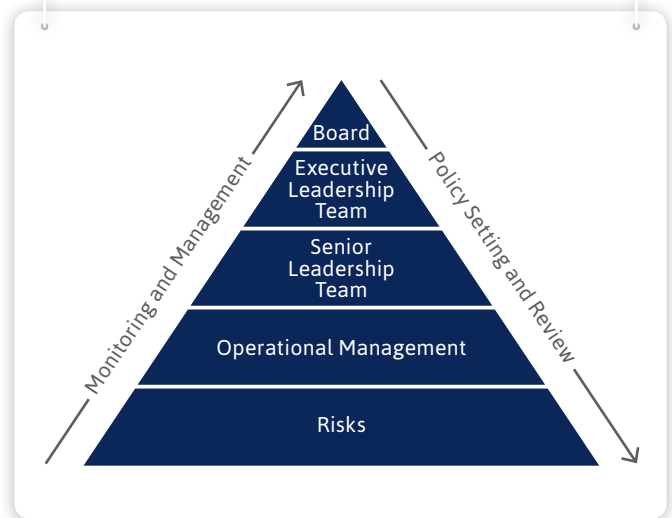 Board
Executive
Leadership
Team
Senior
Leadership
Team
Operational Management
Risks
Monitoring and Management
Policy Setting and Review